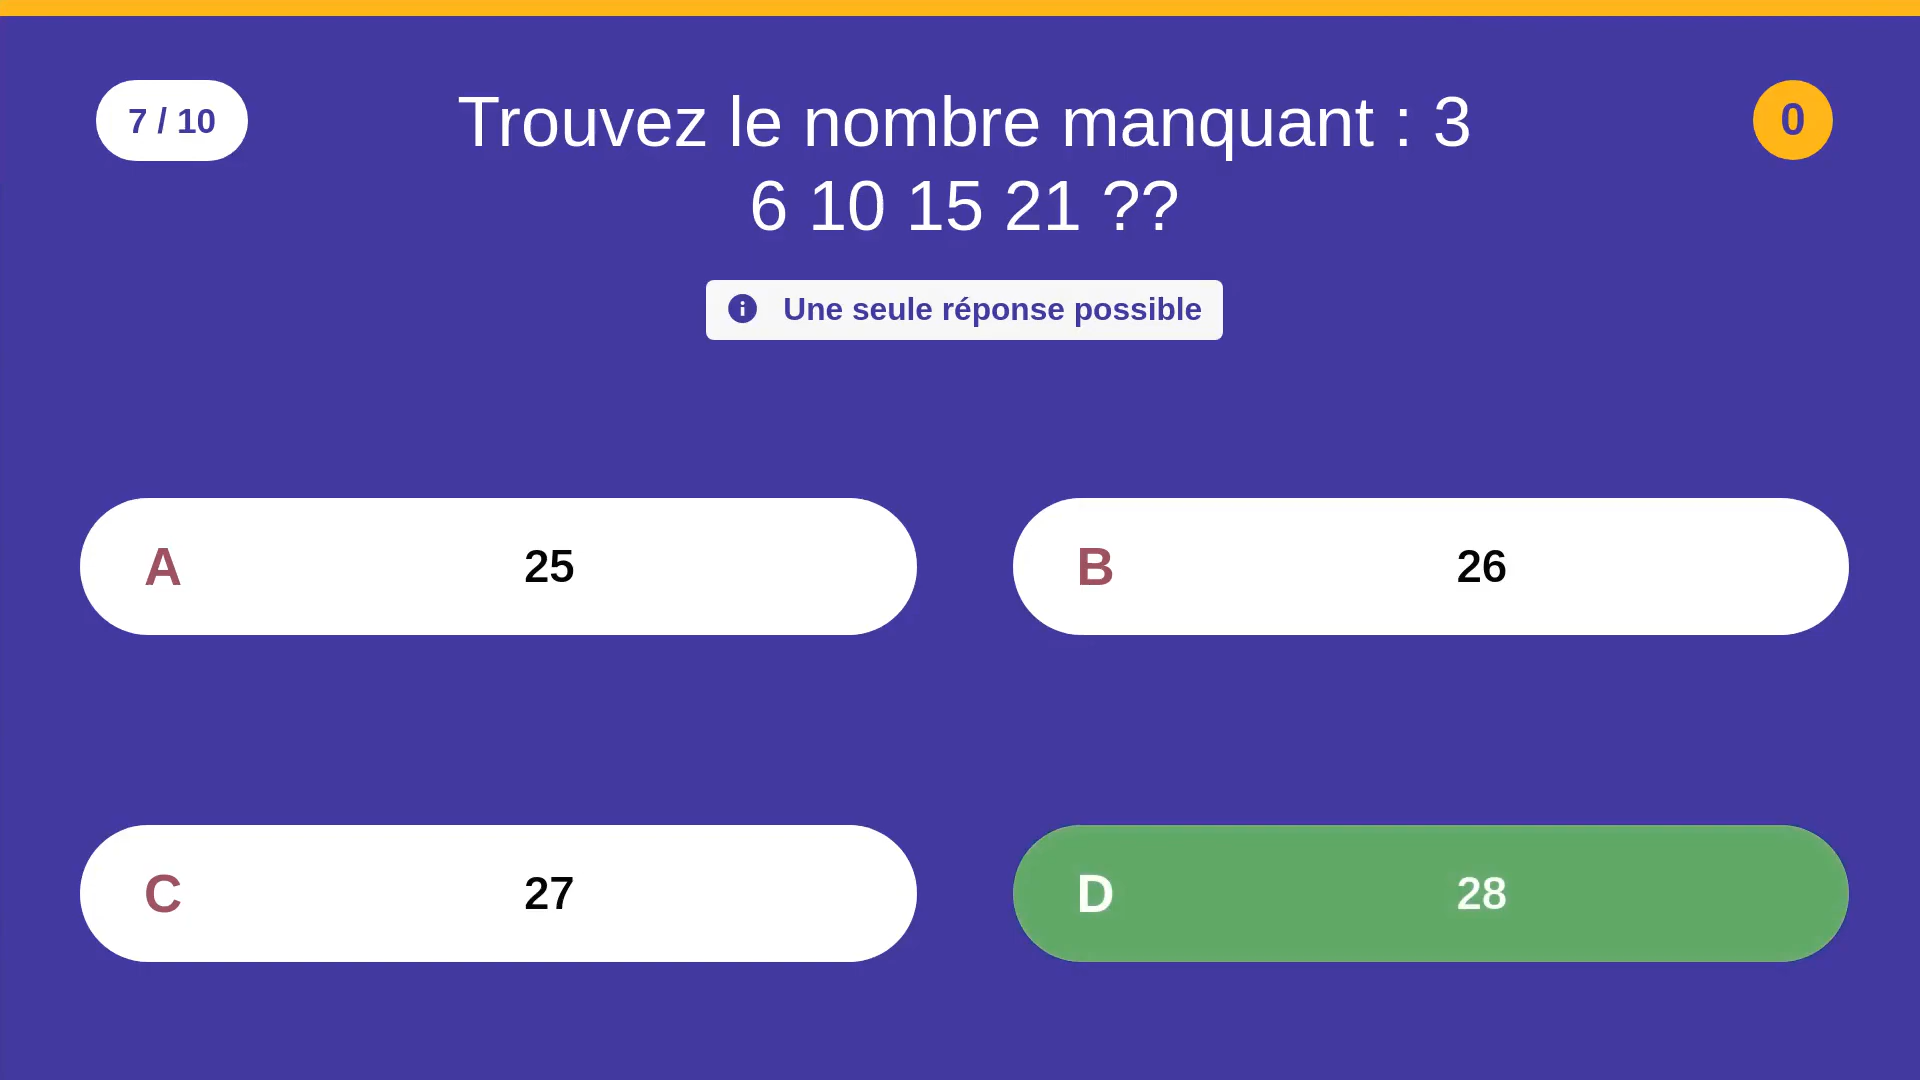 7 / 10
Trouvez le nombre manquant : 3
6 10 15 21 ??
0
Une seule réponse possible
A 25
B 26
C 27
D 28